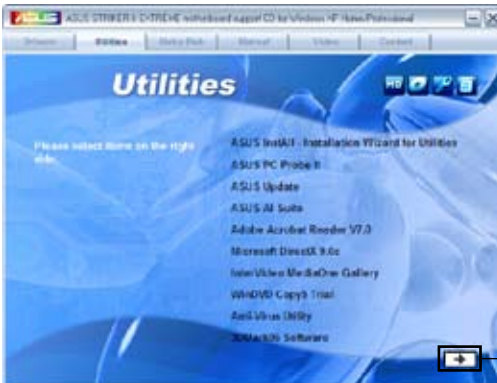 ASUS STRIKER II EXTREME motherboard support CD for Windows XP Home/Professional
Drivers Utilities Make Disk Manual Video Contact
Utilities
Please select items on the right side.
ASUS InstAll - Installation Wizard for Utilities
ASUS PC Probe II
ASUS Update
ASUS AI Suite
Adobe Acrobat Reader V7.0
Microsoft DirectX 9.0c
InterVideo MediaOne Gallery
WinDVD Copy5 Trial
Anti-Virus Utility
3DMark06 Software